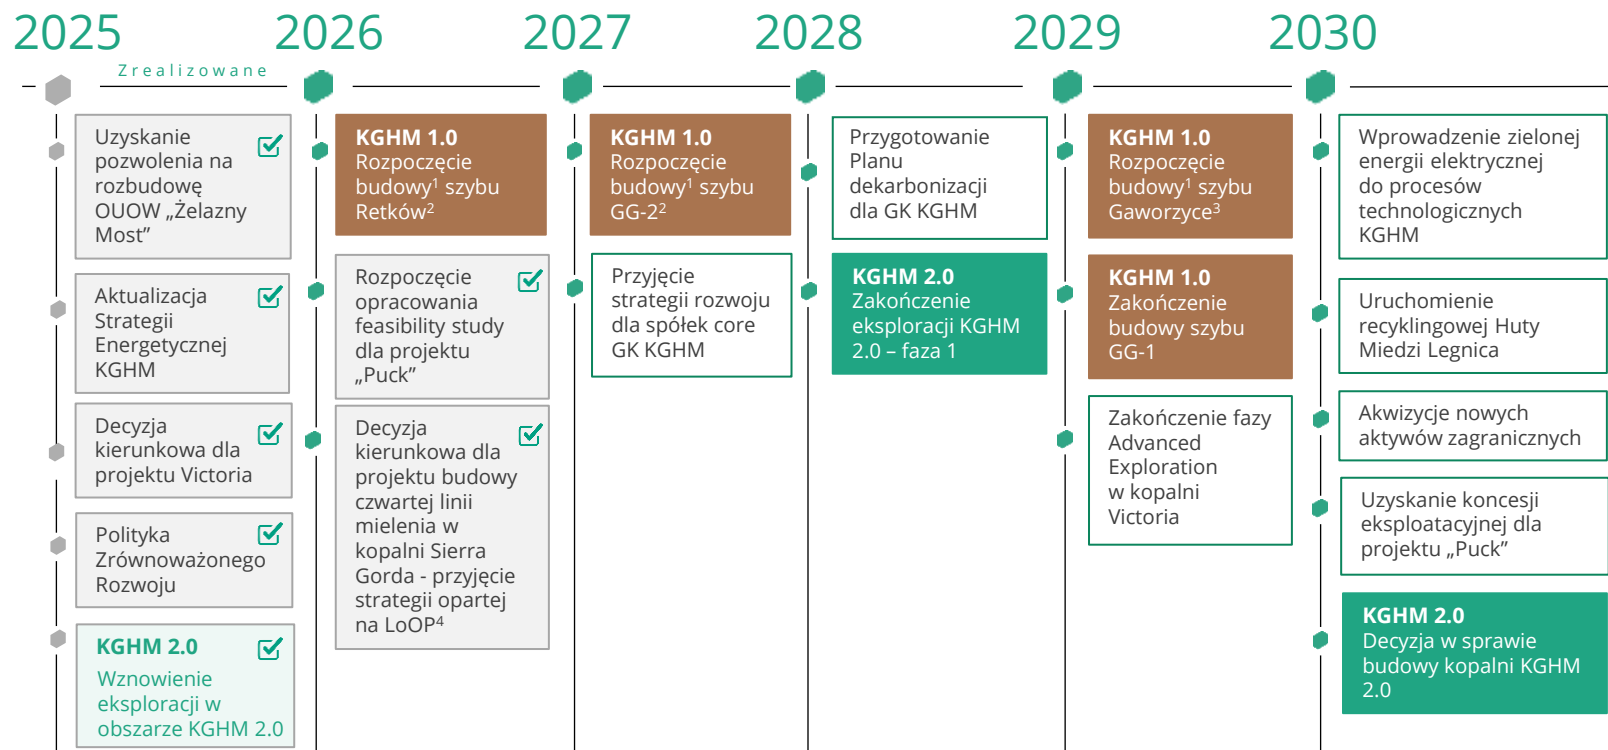 2025
2026
2027
2028
2029
2030
Zrealizowane
Uzyskanie
pozwolenia na
rozbudowę
OUOW „Żelazny
Most”
Aktualizacja
Strategii
Energetycznej
KGHM
Decyzja
kierunkowa dla
projektu Victoria
Polityka
Zrównoważonego
Rozwoju
KGHM 2.0
Wznowienie
eksploracji w
obszarze KGHM 2.0
KGHM 1.0
Rozpoczęcie
budowy¹ szybu
Retków²
Rozpoczęcie
opracowania
feasibility study
dla projektu
„Puck”
Decyzja
kierunkowa dla
projektu budowy
czwartej linii
mielenia w
kopalni Sierra
Gorda - przyjęcie
strategii opartej
na LoOP⁴
KGHM 1.0
Rozpoczęcie
budowy¹ szybu
GG-2²
Przyjęcie
strategii rozwoju
dla spółek core
GK KGHM
Przygotowanie
Planu
dekarbonizacji
dla GK KGHM
KGHM 2.0
Zakończenie
eksploracji KGHM
2.0 – faza 1
KGHM 1.0
Rozpoczęcie
budowy¹ szybu
Gaworzyce³
KGHM 1.0
Zakończenie
budowy szybu
GG-1
Zakończenie fazy
Advanced
Exploration
w kopalni
Victoria
Wprowadzenie zielonej
energii elektrycznej
do procesów
technologicznych
KGHM
Uruchomienie
recyklingowej Huty
Miedzi Legnica
Akwizycje nowych
aktywów zagranicznych
Uzyskanie koncesji
eksploatacyjnej dla
projektu „Puck”
KGHM 2.0
Decyzja w sprawie
budowy kopalni KGHM
2.0